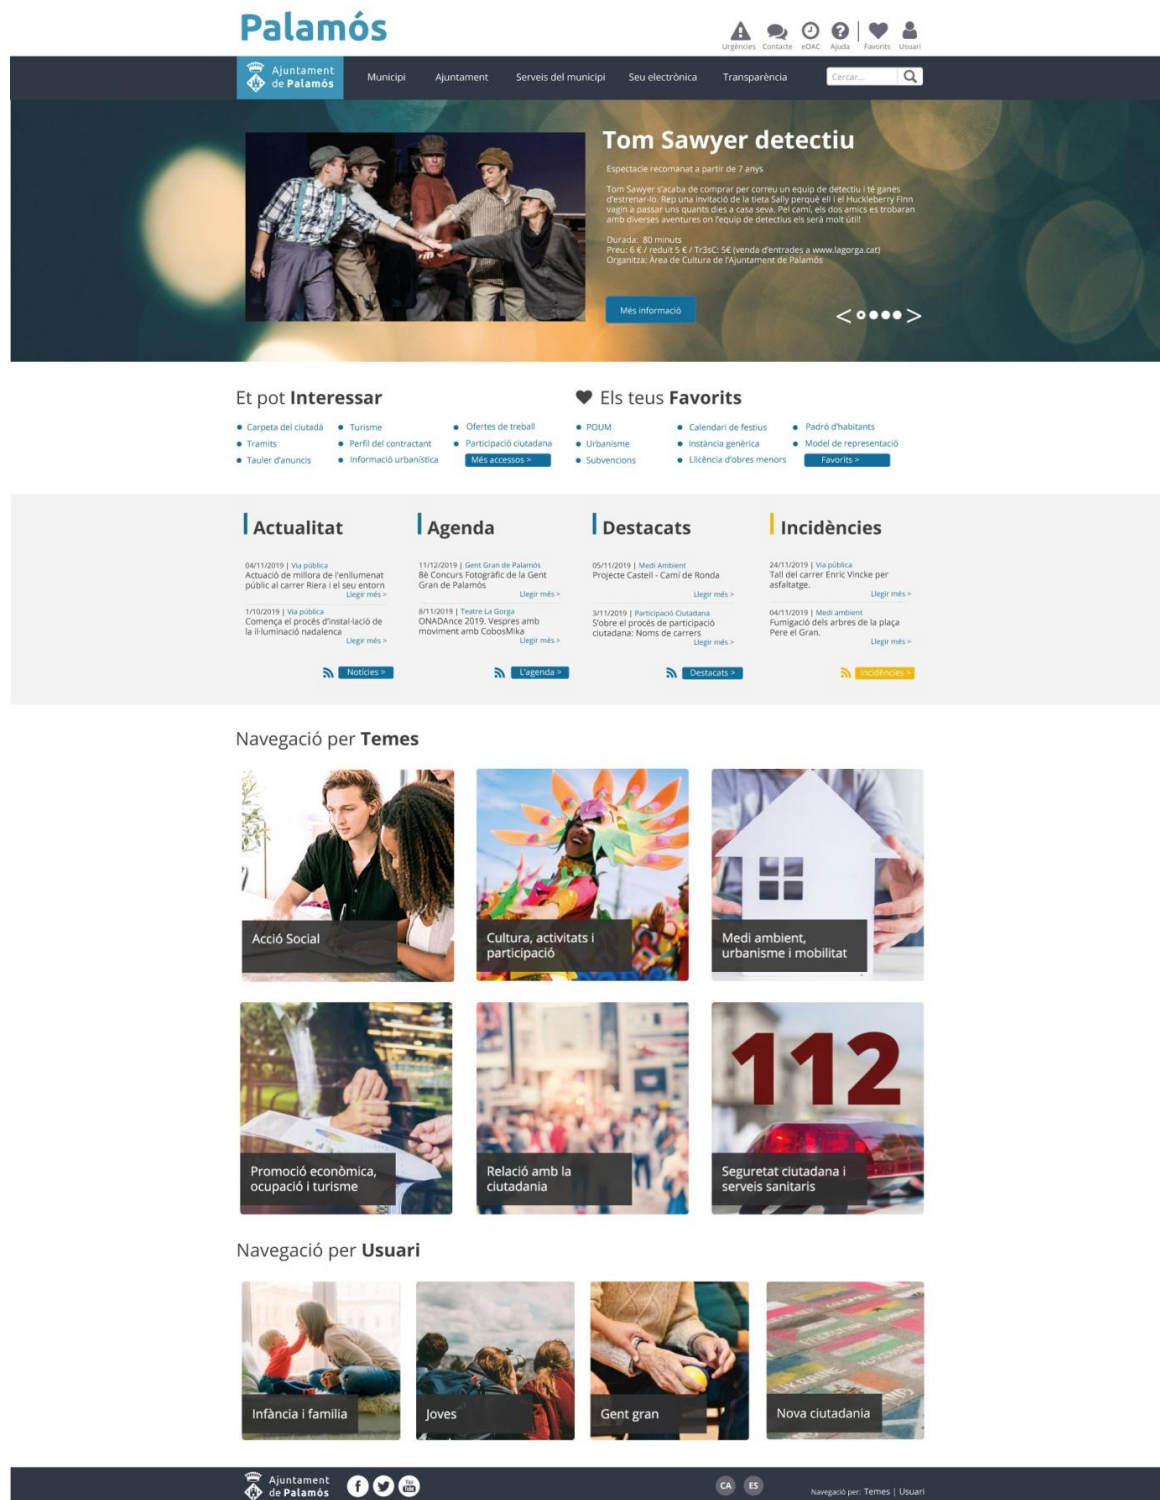 Palamós
Urgències Contacte eOAC Ajuda Favorits Usuari
Ajuntament
de Palamós
Municipi Ajuntament Serveis del municipi Seu electrònica Transparència Cercar...
Tom Sawyer detectiu
Espectacle recomanat a partir de 7 anys
Tom Sawyer s'acaba de comprar per correu un equip de detectiu i té ganes
d'estrenar-lo. Rep una invitació de la tieta Sally perquè ell i el Huckleberry Finn
vagin a passar uns quants dies a casa seva. Pel camí, els dos amics es trobaran
amb diverses aventures on l'equip de detectius els serà molt útil!
Durada: 80 minuts
Preu: 6 € / reduït 5 € / Tr3sC: 5€ (venda d'entrades a www.lagorga.cat)
Organitza: Àrea de Cultura de l'Ajuntament de Palamós
Més informació
< >
Et pot Interessar
Carpeta del ciutadà Turisme Ofertes de treball
Tramits Perfil del contractant Participació ciutadana
Tauler d'anuncis Informació urbanística Més accessos >
Els teus Favorits
POUM Calendari de festius Padró d'habitants
Urbanisme Instància genèrica Model de representació
Subvencions Llicència d'obres menors Favorits >
Actualitat
04/11/2019 | Via pública
Actuació de millora de l'enllumenat
públic al carrer Riera i el seu entorn
Llegir més >
1/10/2019 | Via pública
Comença el procés d'instal·lació de
la il·luminació nadalenca
Llegir més >
Notícies >
Agenda
11/12/2019 | Gent Gran de Palamós
8è Concurs Fotogràfic de la Gent
Gran de Palamós
Llegir més >
8/11/2019 | Teatre La Gorga
ONADAnce 2019. Vespres amb
moviment amb CobosMika
Llegir més >
L'agenda >
Destacats
05/11/2019 | Medi Ambient
Projecte Castell - Camí de Ronda
Llegir més >
3/11/2019 | Participació Ciutadana
S'obre el procés de participació
ciutadana: Noms de carrers
Llegir més >
Destacats >
Incidències
24/11/2019 | Via pública
Tall del carrer Enric Vincke per
asfaltatge.
Llegir més >
04/11/2019 | Medi ambient
Fumigació dels arbres de la plaça
Pere el Gran.
Llegir més >
Incidències >
Navegació per Temes
Acció Social
Cultura, activitats i
participació
Medi ambient,
urbanisme i mobilitat
Promoció econòmica,
ocupació i turisme
Relació amb la
ciutadania
112
Seguretat ciutadana i
serveis sanitaris
Navegació per Usuari
Infància i familia
Joves
Gent gran
UKRAINE
Nova ciutadania
Ajuntament
de Palamós
f
You
Tube
CA ES
Navegació per: Temes | Usuari